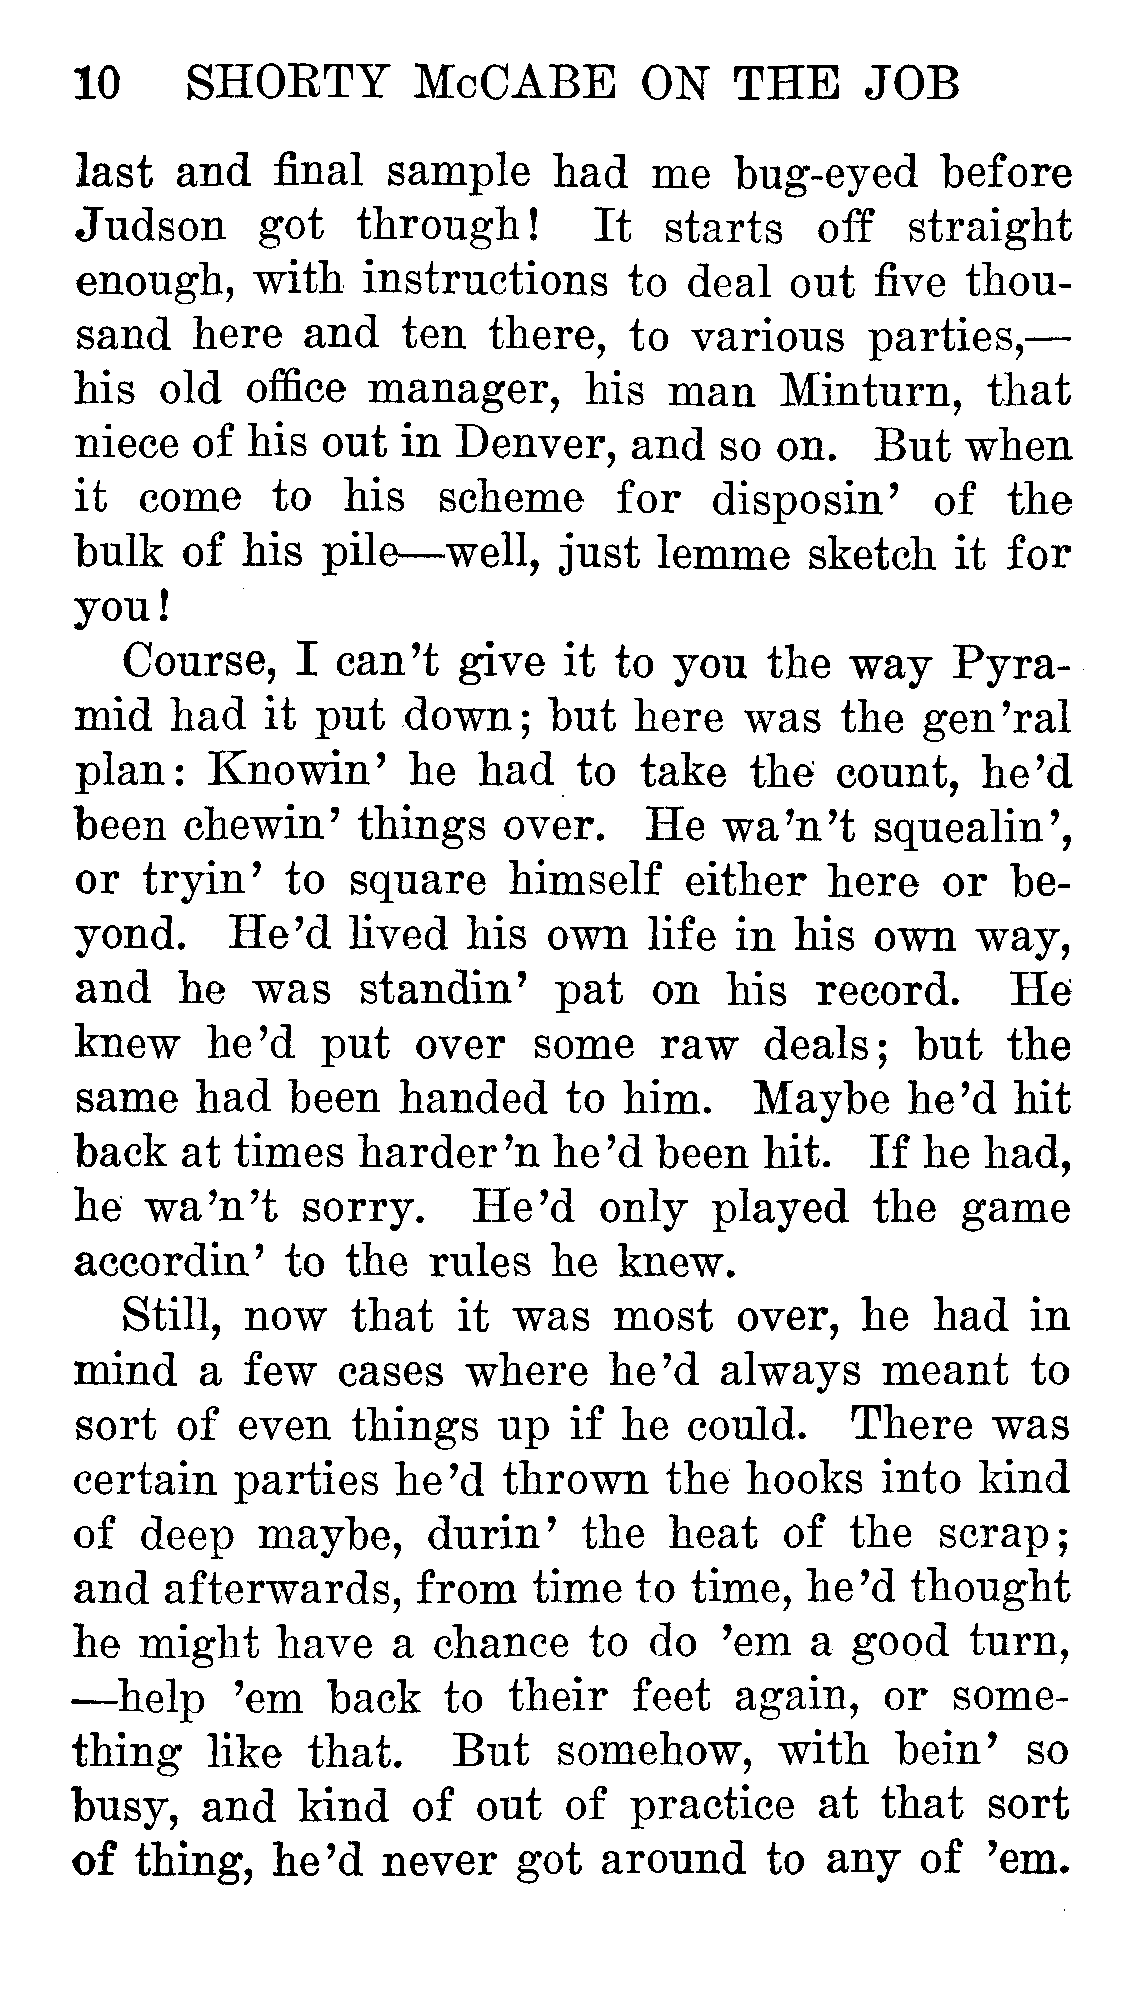 10 SHORTY McCABE ON THE JOB
last and final sample had me bug-eyed before
Judson got through! It starts off straight
enough, with instructions to deal out five thou-
sand here and ten there, to various parties,—
his old office manager, his man Minturn, that
niece of his out in Denver, and so on. But when
it come to his scheme for disposin' of the
bulk of his pile—well, just lemme sketch it for
you!
Course, I can't give it to you the way Pyra-
mid had it put down; but here was the gen'ral
plan: Knowin' he had to take the count, he'd
been chewin' things over. He wa'n't squealin',
or tryin' to square himself either here or be-
yond. He'd lived his own life in his own way,
and he was standin' pat on his record. He
knew he'd put over some raw deals; but the
same had been handed to him. Maybe he'd hit
back at times harder'n he'd been hit. If he had,
he wa'n't sorry. He'd only played the game
accordin' to the rules he knew.
Still, now that it was most over, he had in
mind a few cases where he'd always meant to
sort of even things up if he could. There was
certain parties he'd thrown the hooks into kind
of deep maybe, durin' the heat of the scrap;
and afterwards, from time to time, he'd thought
he might have a chance to do 'em a good turn,
—help 'em back to their feet again, or some-
thing like that. But somehow, with bein' so
busy, and kind of out of practice at that sort
of thing, he'd never got around to any of 'em.